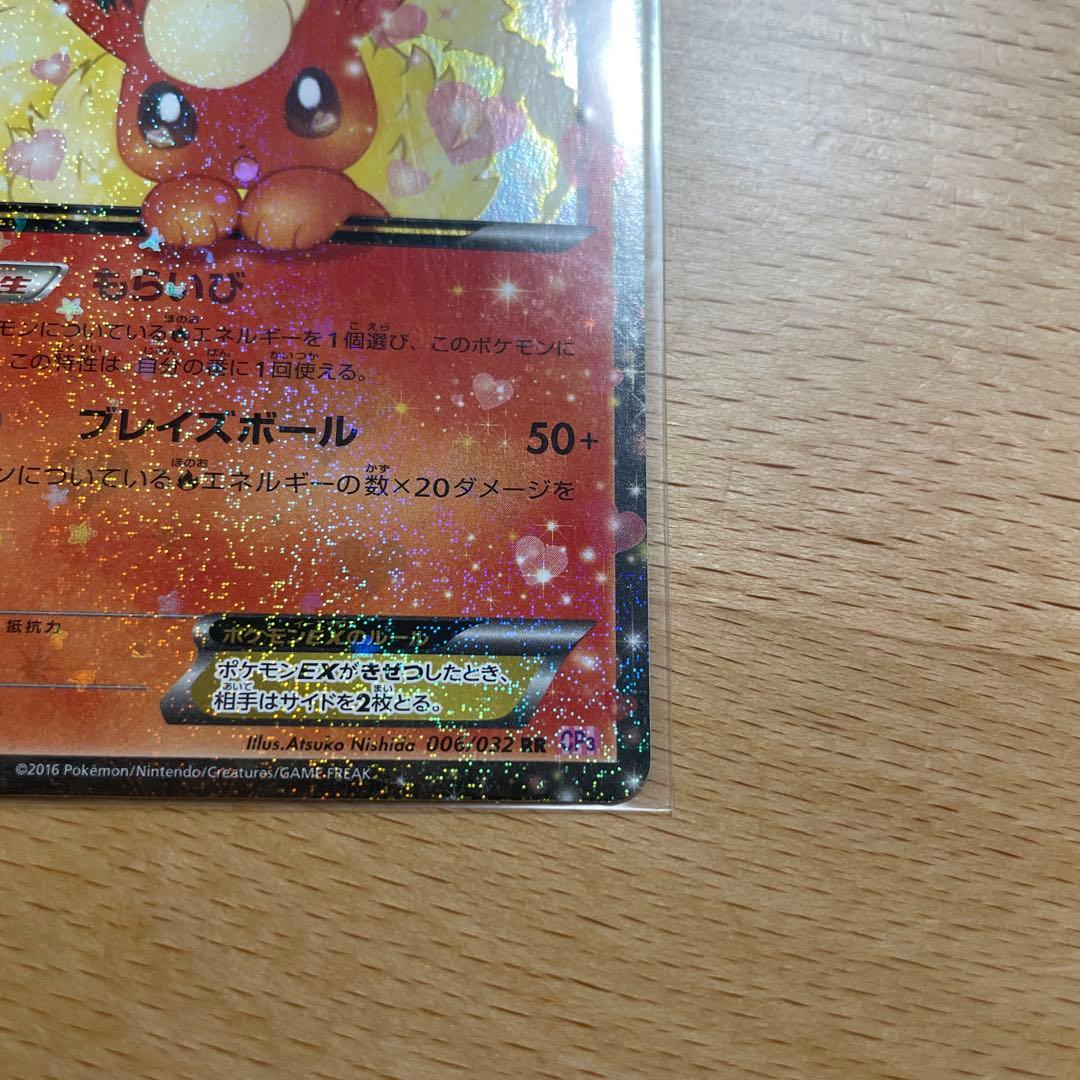 生 もらいび
モンについているエネルギーを1個選び、このポケモンに
この特性は、自分の番に1回使える。
ブレイズボール 50+
ンについているエネルギーの数×20ダメージを
抵抗力
ポケモンEXのルール
ポケモンEXがきぜつしたとき、
相手はサイドを2枚とる。
Illus.Atsuko Nishida 006/032 RR CP3
©2016 Pokémon/Nintendo/Creatures/GAME FREAK.